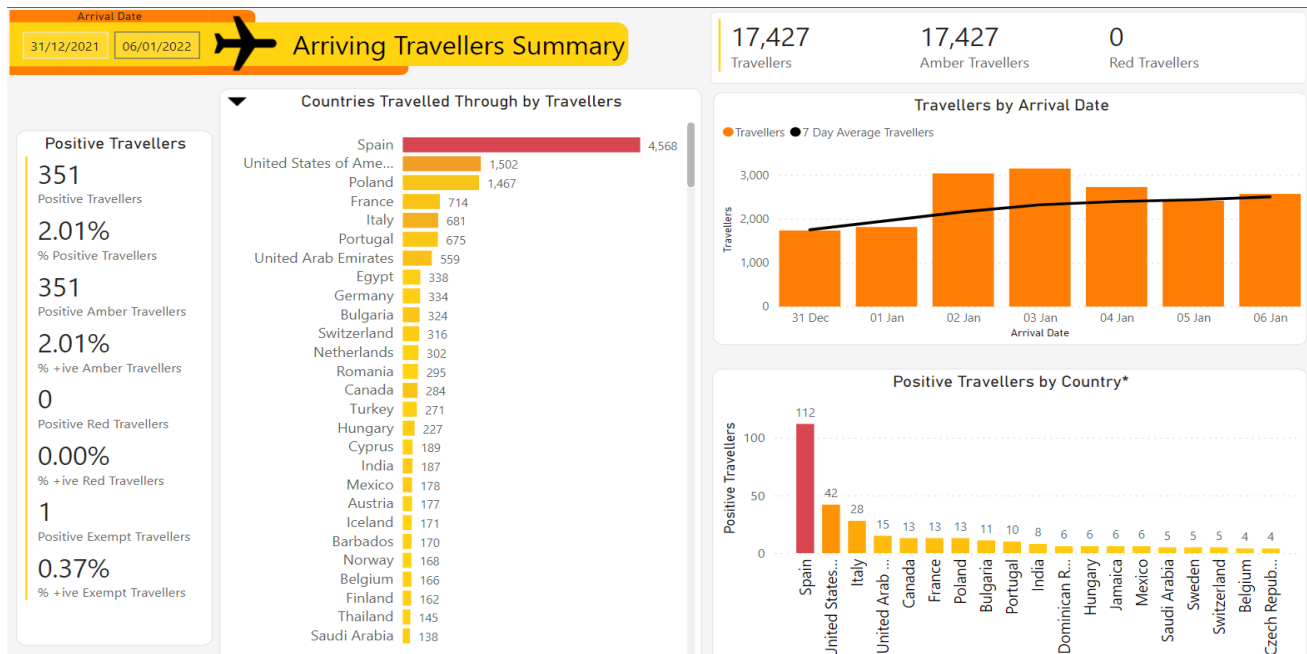 Arrival Date
31/12/2021 06/01/2022
Arriving Travellers Summary
17,427 17,427 0
Travellers Amber Travellers Red Travellers
Positive Travellers
351
Positive Travellers
2.01%
% Positive Travellers
351
Positive Amber Travellers
2.01%
% +ive Amber Travellers
0
Positive Red Travellers
0.00%
% +ive Red Travellers
1
Positive Exempt Travellers
0.37%
% +ive Exempt Travellers
Countries Travelled Through by Travellers
Spain 4,568
United States of Ame... 1,502
Poland 1,467
France 714
Italy 681
Portugal 675
United Arab Emirates 559
Egypt 338
Germany 334
Bulgaria 324
Switzerland 316
Netherlands 302
Romania 295
Canada 284
Turkey 271
Hungary 227
Cyprus 189
India 187
Mexico 178
Austria 177
Iceland 171
Barbados 170
Norway 168
Belgium 166
Finland 162
Thailand 145
Saudi Arabia 138
Travellers by Arrival Date
Travellers 7 Day Average Travellers
Travellers
3,000
2,000
1,000
0
31 Dec 01 Jan 02 Jan 03 Jan 04 Jan 05 Jan 06 Jan
Arrival Date
Positive Travellers by Country*
Positive Travellers
100
50
0
112 42 28 15 13 13 13 11 10 8 6 6 6 6 5 5 5 4 4
Spain
United States...
Italy
United Arab ...
Canada
France
Poland
Bulgaria
Portugal
India
Dominican R...
Hungary
Jamaica
Mexico
Saudi Arabia
Sweden
Switzerland
Belgium
Czech Repub...